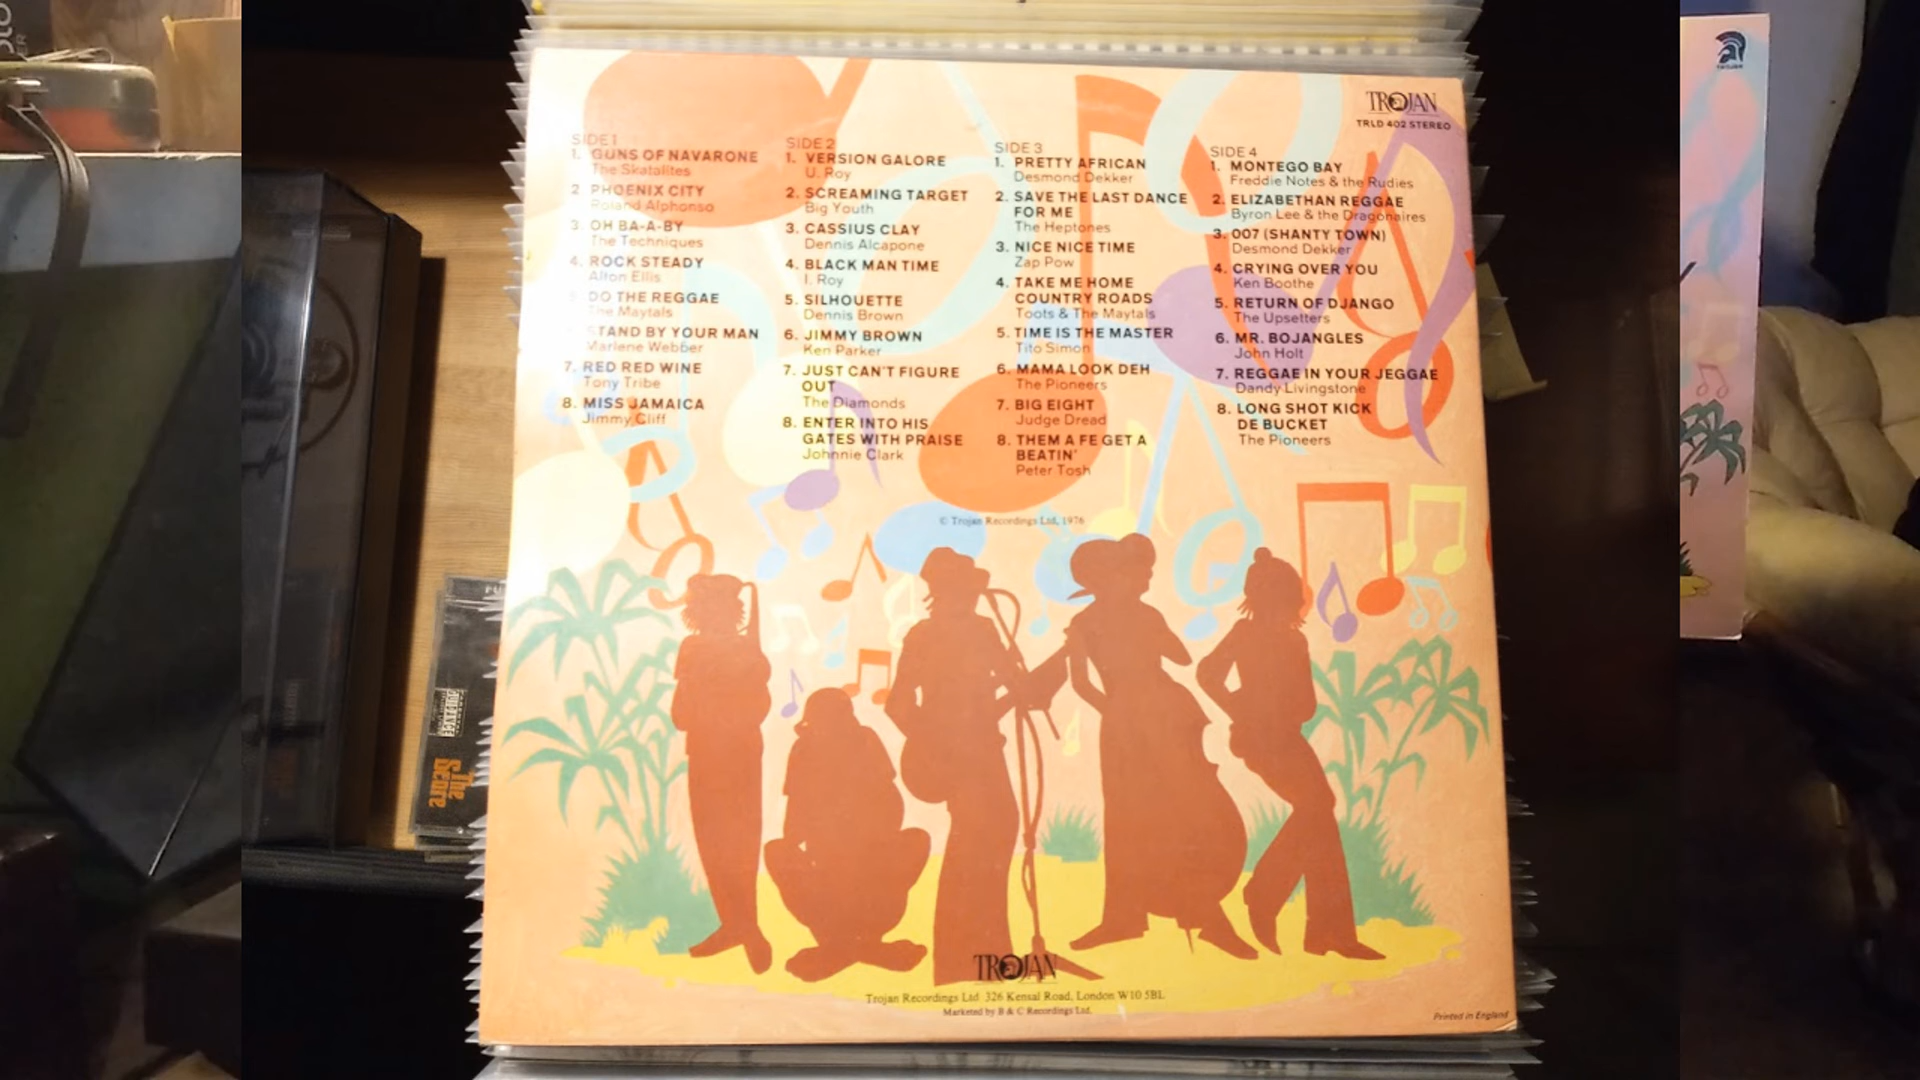 TROJAN
TRLD 402 STEREO
SIDE 1
1. GUNS OF NAVARONE
The Skatalites
2 PHOENIX CITY
Roland Alphonso
3. OH BA-A-BY
The Techniques
4. ROCK STEADY
Alton Ellis
DO THE REGGAE
The Maytals
STAND BY YOUR MAN
Marlene Webber
7. RED RED WINE
Tony Tribe
8. MISS JAMAICA
Jimmy Cliff
SIDE 2
1. VERSION GALORE
U. Roy
2. SCREAMING TARGET
Big Youth
3. CASSIUS CLAY
Dennis Alcapone
4. BLACK MAN TIME
I. Roy
5. SILHOUETTE
Dennis Brown
6. JIMMY BROWN
Ken Parker
7. JUST CAN'T FIGURE
OUT
The Diamonds
8. ENTER INTO HIS
GATES WITH PRAISE
Johnnie Clark
SIDE 3
1. PRETTY AFRICAN
Desmond Dekker
2. SAVE THE LAST DANCE
FOR ME
The Heptones
3. NICE NICE TIME
Zap Pow
4. TAKE ME HOME
COUNTRY ROADS
Toots & The Maytals
5. TIME IS THE MASTER
Tito Simon
6. MAMA LOOK DEH
The Pioneers
7. BIG EIGHT
Judge Dread
8. THEM A FE GET A
BEATIN'
Peter Tosh
SIDE 4
1. MONTEGO BAY
Freddie Notes & the Rudies
2. ELIZABETHAN REGGAE
Byron Lee & the Dragonaires
3. 007 (SHANTY TOWN)
Desmond Dekker
4. CRYING OVER YOU
Ken Boothe
5. RETURN OF DJANGO
The Upsetters
6. MR. BOJANGLES
John Holt
7. REGGAE IN YOUR JEGGAE
Dandy Livingstone
8. LONG SHOT KICK
DE BUCKET
The Pioneers
© Trojan Recordings Ltd, 1976
TROJAN
Trojan Recordings Ltd 326 Kensal Road, London W10 5BL
Marketed by B & C Recordings Ltd.
Printed in England
TROJAN
The